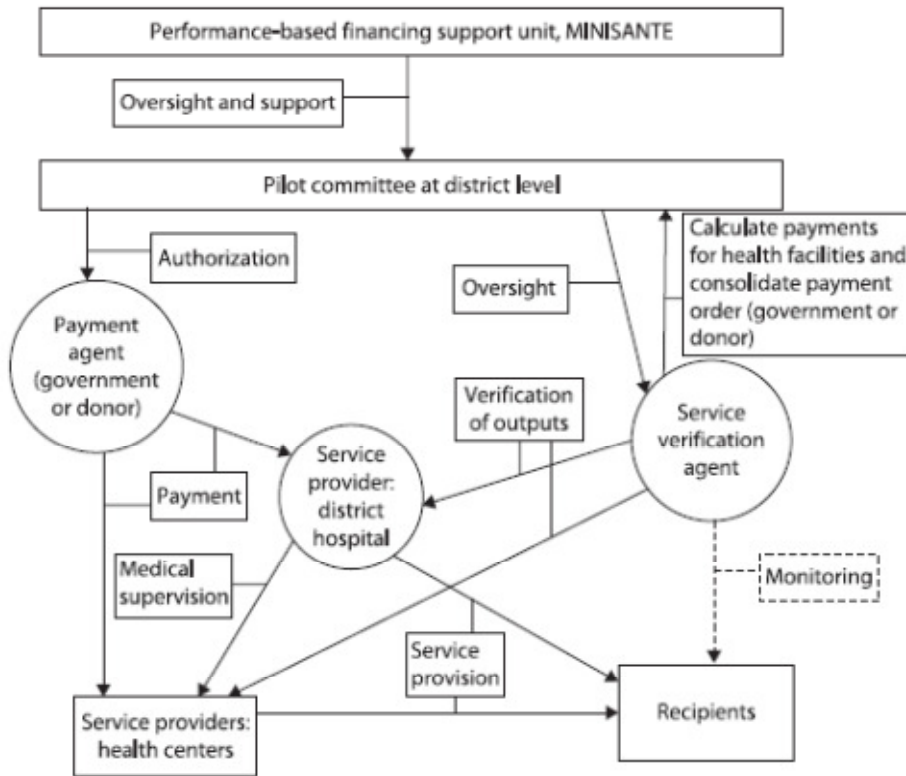 Performance-based financing support unit, MINISANTE
Oversight and support
Pilot committee at district level
Authorization
Oversight
Calculate payments
for health facilities and
consolidate payment
order (government or
donor)
Payment
agent
(government
or donor)
Verification
of outputs
Service
verification
agent
Service
provider:
district
hospital
Payment
Medical
supervision
Monitoring
Service
provision
Service providers:
health centers
Recipients